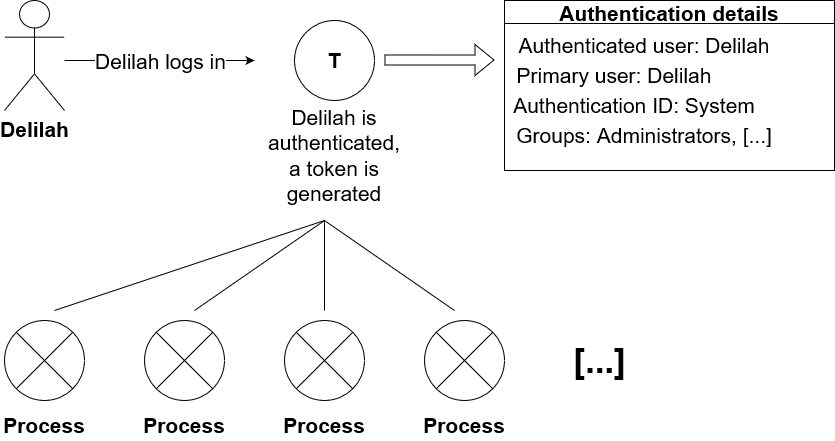 Delilah
Delilah logs in
T
Delilah is
authenticated,
a token is
generated
Authentication details
Authenticated user: Delilah
Primary user: Delilah
Authentication ID: System
Groups: Administrators, [...]
Process
Process
Process
Process
[...]